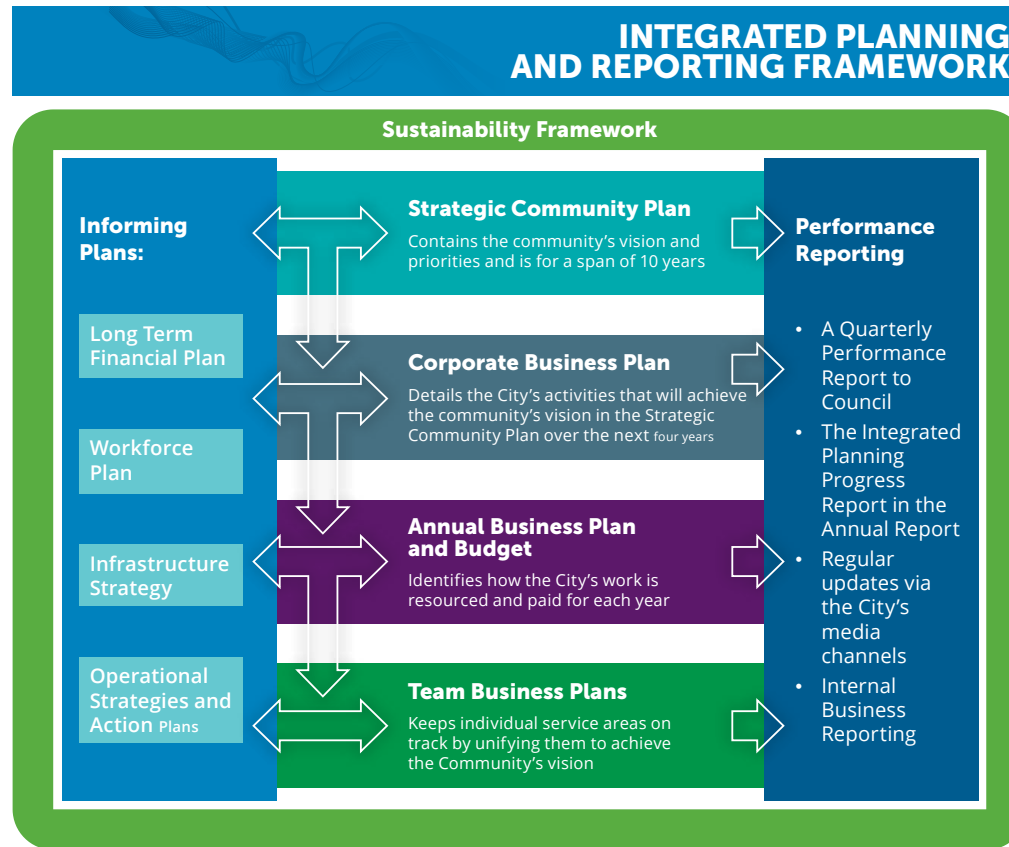 INTEGRATED PLANNING
AND REPORTING FRAMEWORK
Sustainability Framework
Informing
Plans:
Long Term
Financial Plan
Workforce
Plan
Infrastructure
Strategy
Operational
Strategies and
Action Plans
Strategic Community Plan
Contains the community's vision and
priorities and is for a span of 10 years
Corporate Business Plan
Details the City's activities that will achieve
the community's vision in the Strategic
Community Plan over the next four years
Annual Business Plan
and Budget
Identifies how the City's work is
resourced and paid for each year
Team Business Plans
Keeps individual service areas on
track by unifying them to achieve
the Community's vision
Performance
Reporting
• A Quarterly
Performance
Report to
Council
• The Integrated
Planning
Progress
Report in the
Annual Report
• Regular
updates via
the City's
media
channels
• Internal
Business
Reporting